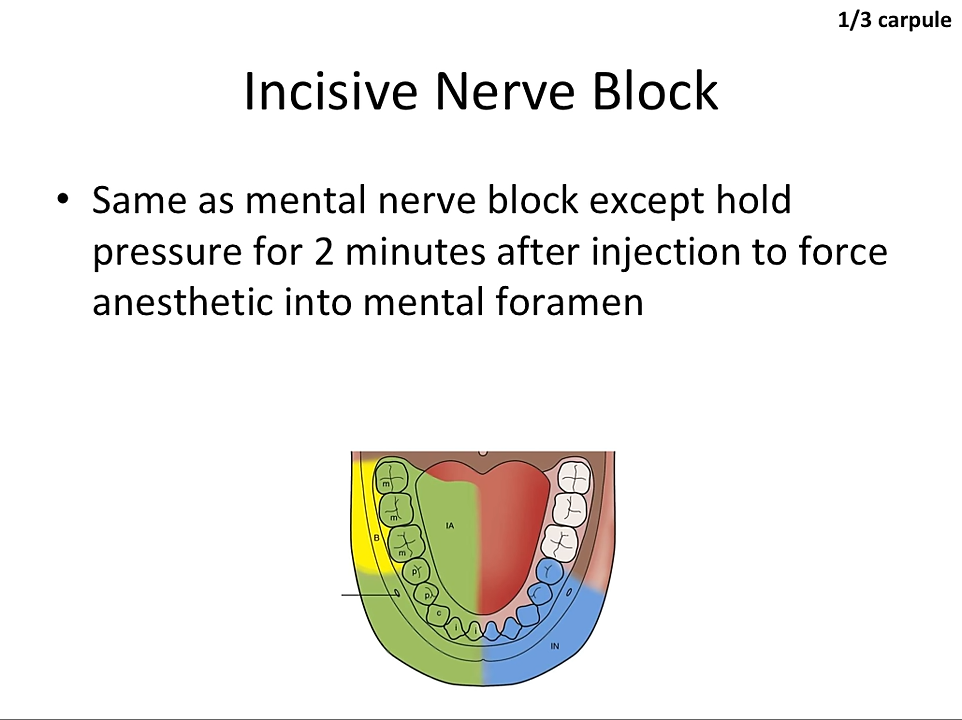 1/3 carpule
Incisive Nerve Block
• Same as mental nerve block except hold
pressure for 2 minutes after injection to force
anesthetic into mental foramen
m
m
IA
B
m
p
p
c
i
i
IN